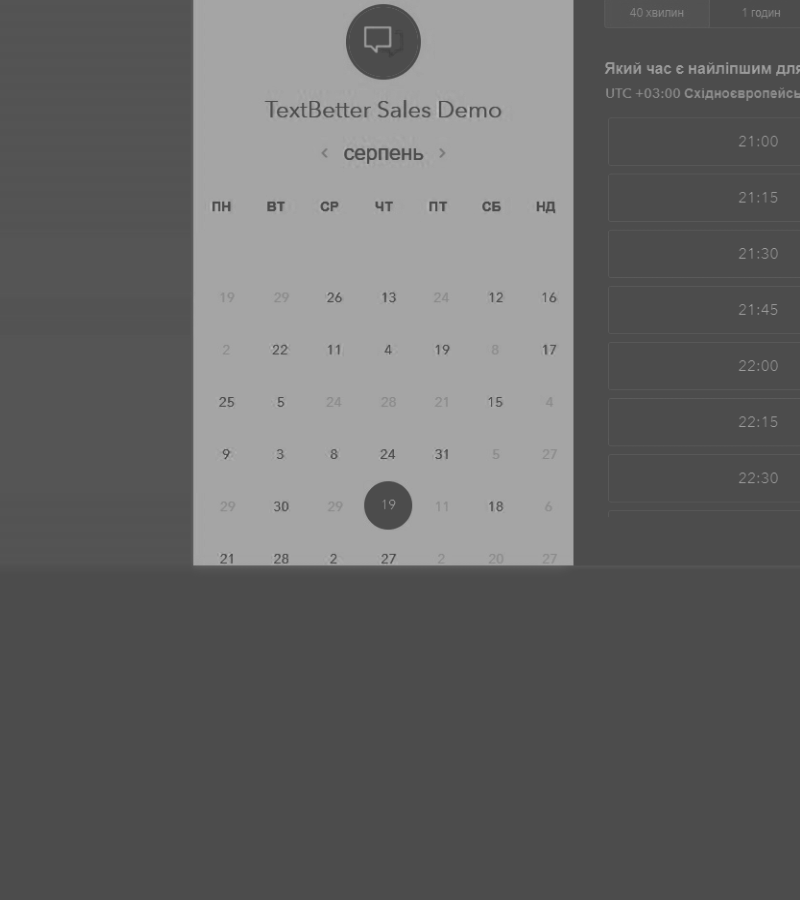 TextBetter Sales Demo
‹ серпень ›
ПН ВТ СР ЧТ ПТ СБ НД
19 29 26 13 24 12 16
2 22 11 4 19 8 17
25 5 24 28 21 15 4
9 3 8 24 31 5 27
29 30 29 19 11 18 6
21 28 2 27 2 20 27
40 хвилин 1 годин
Який час є найліпшим для
UTC +03:00 Східноєвропейсь
21:00
21:15
21:30
21:45
22:00
22:15
22:30